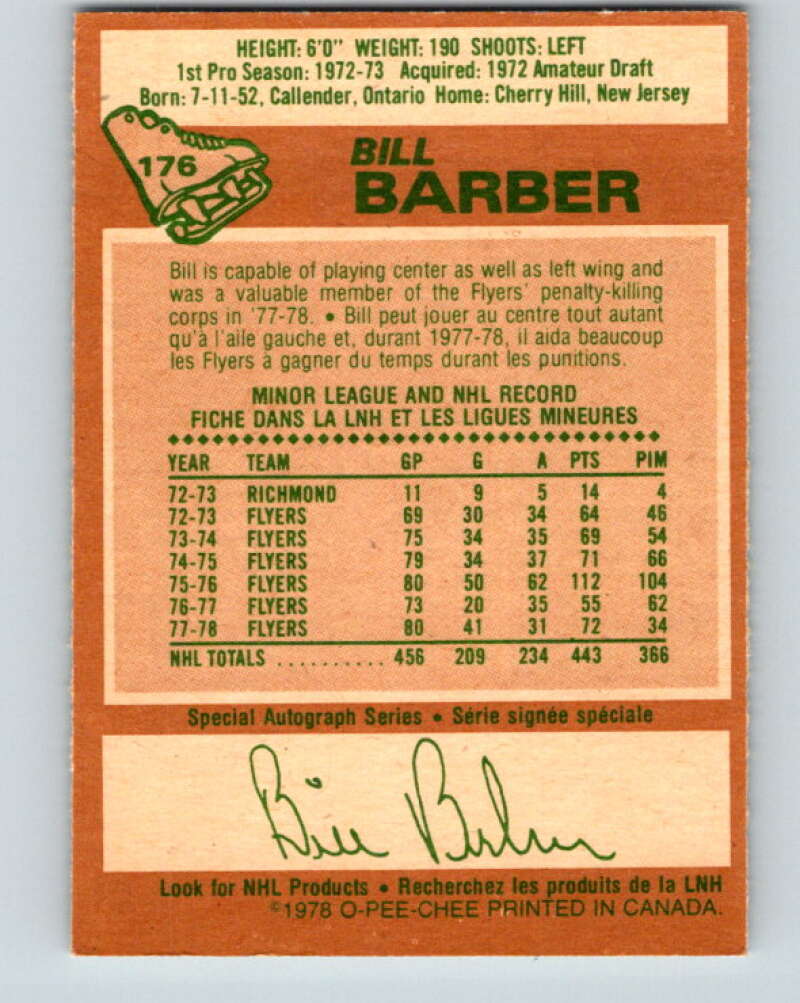 HEIGHT: 6'0" WEIGHT: 190 SHOOTS: LEFT
1st Pro Season: 1972-73 Acquired: 1972 Amateur Draft
Born: 7-11-52, Callender, Ontario Home: Cherry Hill, New Jersey
176
BILL
BARBER
Bill is capable of playing center as well as left wing and
was a valuable member of the Flyers' penalty-killing
corps in '77-78. • Bill peut jouer au centre tout autant
qu'à l'aile gauche et, durant 1977-78, il aida beaucoup
les Flyers à gagner du temps durant les punitions.
MINOR LEAGUE AND NHL RECORD
FICHE DANS LA LNH ET LES LIGUES MINEURES
YEAR TEAM GP G A PTS PIM
72-73 RICHMOND 11 9 5 14 4
72-73 FLYERS 69 30 34 64 46
73-74 FLYERS 75 34 35 69 54
74-75 FLYERS 79 34 37 71 66
75-76 FLYERS 80 50 62 112 104
76-77 FLYERS 73 20 35 55 62
77-78 FLYERS 80 41 31 72 34
NHL TOTALS .......... 456 209 234 443 366
Special Autograph Series • Série signée spéciale
Bill Barber
Look for NHL Products • Recherchez les produits de la LNH
©1978 O-PEE-CHEE PRINTED IN CANADA.